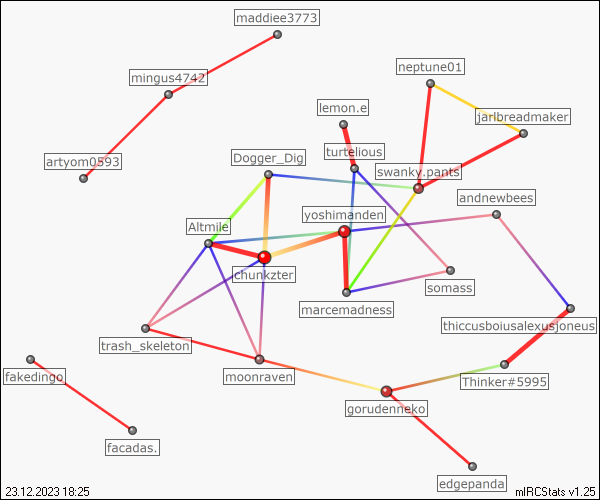 maddiee3773
neptune01
mingus4742
lemon.e
jarlbreadmaker
turtelious
Dogger_Dig
artyom0593
swanky.pants
andnewbees
yoshimanden
Altmile
chunkzter
somass
marcemadness
thiccusboiusalexusjoneus
trash_skeleton
moonraven
fakedingo
Thinker#5995
gorudenneko
facadas.
edgepanda
23.12.2023 18:25
mIRCStats v1.25